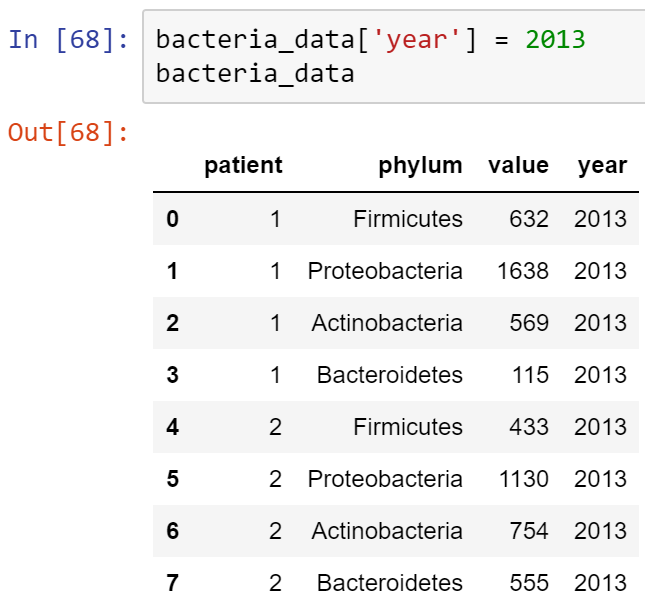 In [68]: bacteria_data['year'] = 2013
bacteria_data
Out[68]:
patient phylum value year
0 1 Firmicutes 632 2013
1 1 Proteobacteria 1638 2013
2 1 Actinobacteria 569 2013
3 1 Bacteroidetes 115 2013
4 2 Firmicutes 433 2013
5 2 Proteobacteria 1130 2013
6 2 Actinobacteria 754 2013
7 2 Bacteroidetes 555 2013